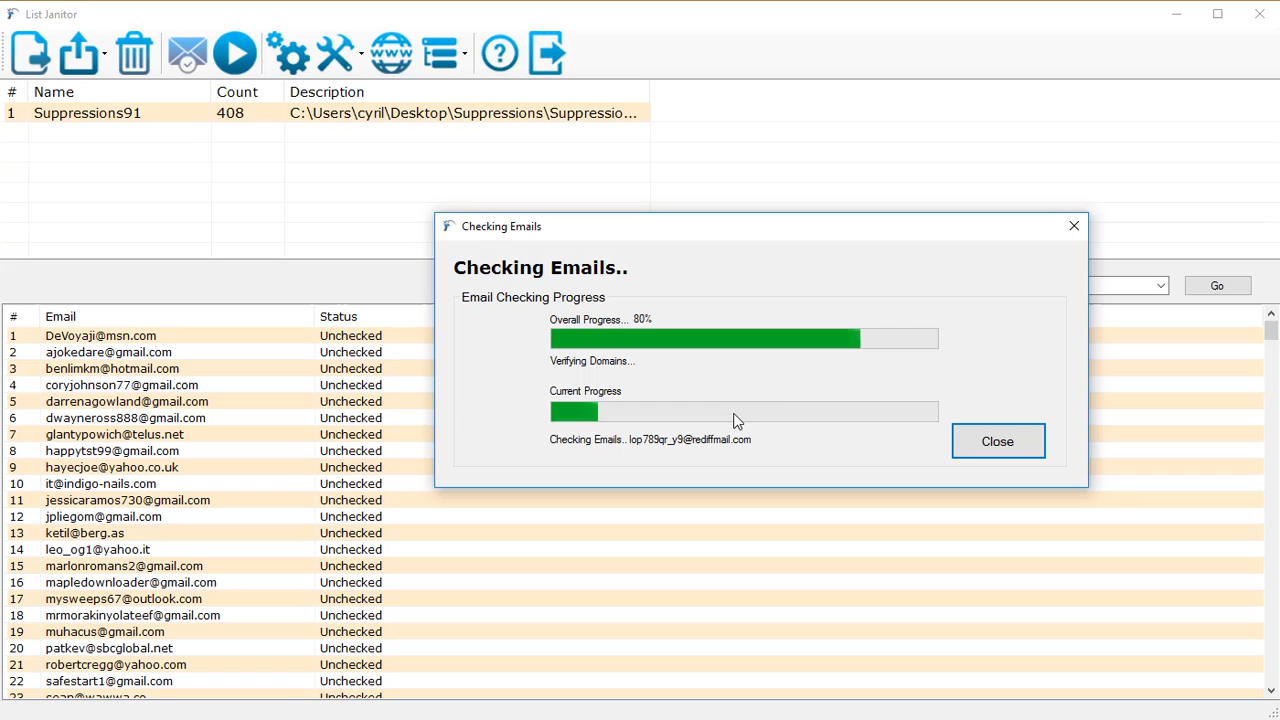 List Janitor
www
?
# Name Count Description
1 Suppressions91 408 C:\Users\cyril\Desktop\Suppressions\Suppressio...
Checking Emails
Checking Emails..
Email Checking Progress
Overall Progress... 80%
Verifying Domains...
Current Progress
Checking Emails.. lop789qr_y9@rediffmail.com
Close
Go
# Email Status
1 DeVoyaji@msn.com Unchecked
2 ajokedare@gmail.com Unchecked
3 benlimkm@hotmail.com Unchecked
4 coryjohnson77@gmail.com Unchecked
5 darrenagowland@gmail.com Unchecked
6 dwayneross888@gmail.com Unchecked
7 glantypowich@telus.net Unchecked
8 happytst99@gmail.com Unchecked
9 hayecjoe@yahoo.co.uk Unchecked
10 it@indigo-nails.com Unchecked
11 jessicaramos730@gmail.com Unchecked
12 jpliegom@gmail.com Unchecked
13 ketil@berg.as Unchecked
14 leo_og1@yahoo.it Unchecked
15 marlonromans2@gmail.com Unchecked
16 mapledownloader@gmail.com Unchecked
17 mysweeps67@outlook.com Unchecked
18 mrmorakinyolateef@gmail.com Unchecked
19 muhacus@gmail.com Unchecked
20 patkev@sbcglobal.net Unchecked
21 robertcregg@yahoo.com Unchecked
22 safestart1@gmail.com Unchecked
23 sean@wawwa.co Unchecked